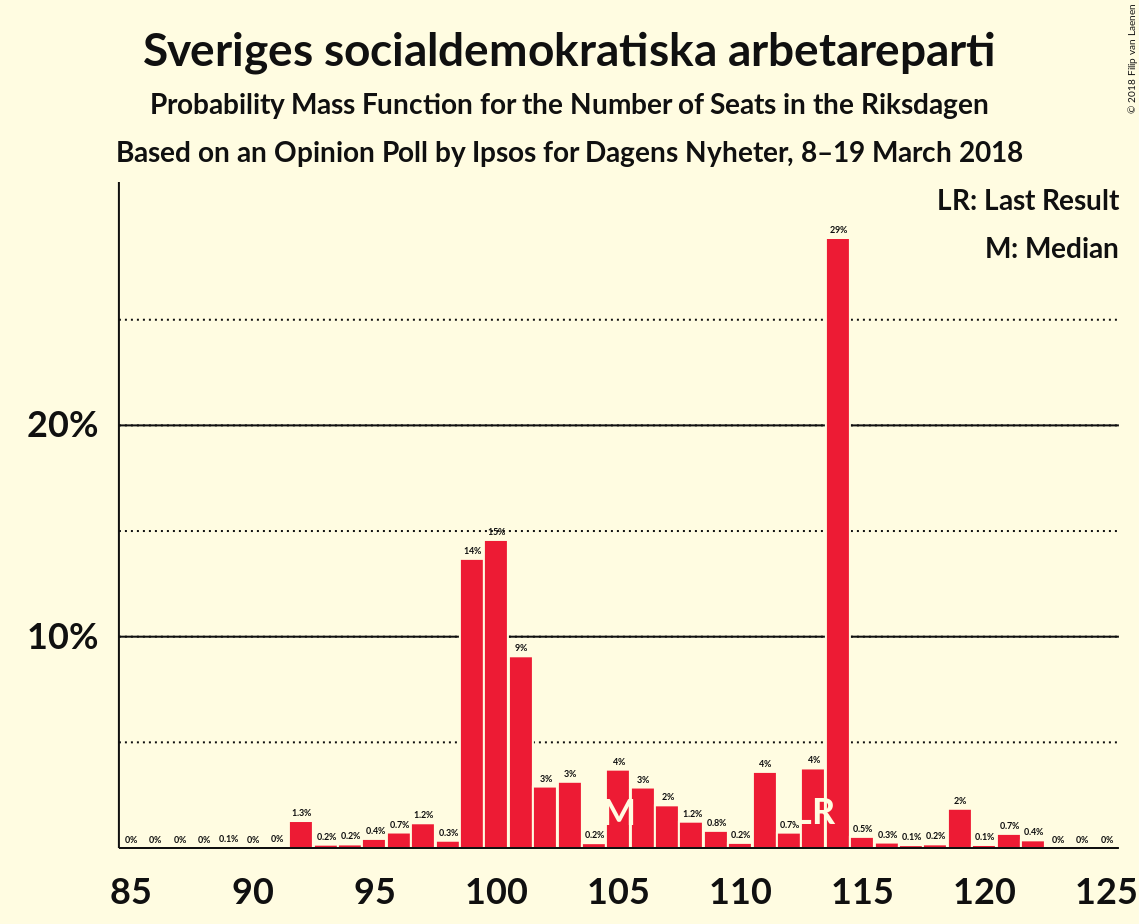 Sveriges socialdemokratiska arbetareparti
Probability Mass Function for the Number of Seats in the Riksdagen
Based on an Opinion Poll by Ipsos for Dagens Nyheter, 8–19 March 2018
© 2018 Filip van Laenen
LR: Last Result
M: Median
20%
10%
0% 0% 0% 0% 0.1% 0% 0% 1.3% 0.2% 0.2% 0.4% 0.7% 1.2% 0.3% 14% 15% 9% 3% 3% 0.2% 4% 3% 2% 1.2% 0.8% 0.2% 4% 0.7% 4% 29% 0.5% 0.3% 0.1% 0.2% 2% 0.1% 0.7% 0.4% 0% 0% 0%
M LR
85 90 95 100 105 110 115 120 125